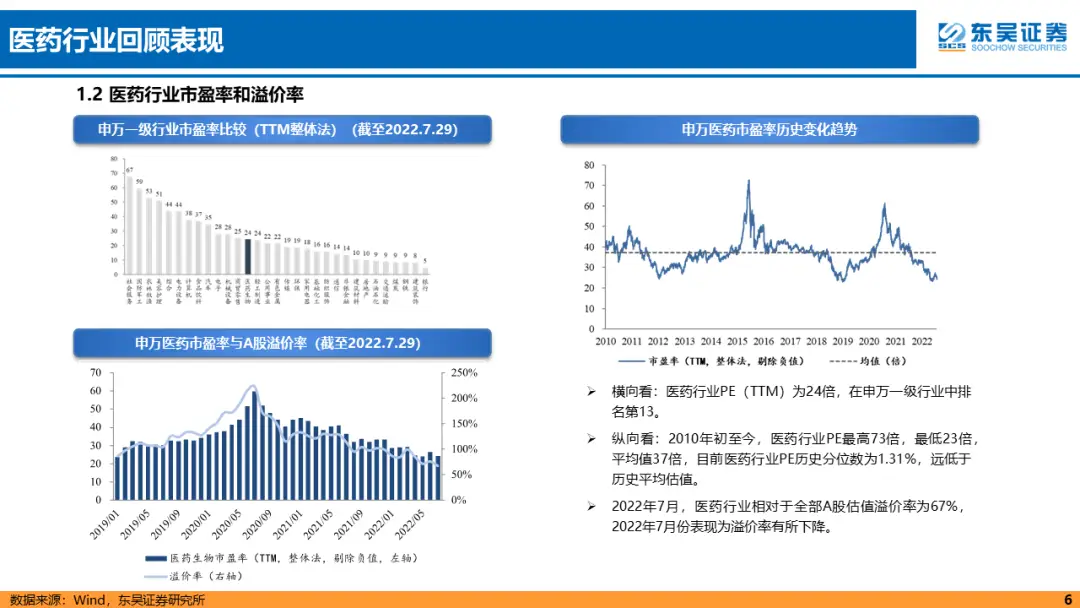 医药行业回顾表现
东吴证券
SCS SOOCHOW SECURITIES
1.2 医药行业市盈率和溢价率
申万一级行业市盈率比较（TTM整体法）（截至2022.7.29）
80
70
60
50
40
30
20
10
0
67 59 53 51 44 44 38 37 35 28 28 25 24 24 22 22 19 19 18 16 16 14 14 10 10 9 9 9 9 8 5
社会服务 国防军工 农林牧渔 美容护理 综合 电力设备 计算机 食品饮料 汽车 电子 机械设备 商贸零售 医药生物 轻工制造 公用事业 有色金属 传媒 环保 家用电器 基础化工 纺织服饰 通信 非银金融 建筑材料 房地产 石油石化 交通运输 煤炭 钢铁 建筑装饰 银行
申万医药市盈率与A股溢价率（截至2022.7.29）
70 250%
60 200%
50
40 150%
30 100%
20
10 50%
0 0%
2019/01 2019/05 2019/09 2020/01 2020/05 2020/09 2021/01 2021/05 2021/09 2022/01 2022/05
医药生物市盈率（TTM，整体法，剔除负值，左轴）
溢价率（右轴）
申万医药市盈率历史变化趋势
80
70
60
50
40
30
20
10
0
2010 2011 2012 2013 2014 2015 2016 2017 2018 2019 2020 2021 2022
市盈率（TTM，整体法，剔除负值） 均值（倍）
➢ 横向看：医药行业PE（TTM）为24倍，在申万一级行业中排
名第13。
➢ 纵向看：2010年初至今，医药行业PE最高73倍，最低23倍，
平均值37倍，目前医药行业PE历史分位数为1.31%，远低于
历史平均估值。
➢ 2022年7月，医药行业相对于全部A股估值溢价率为67%，
2022年7月份表现为溢价率有所下降。
数据来源：Wind，东吴证券研究所
6